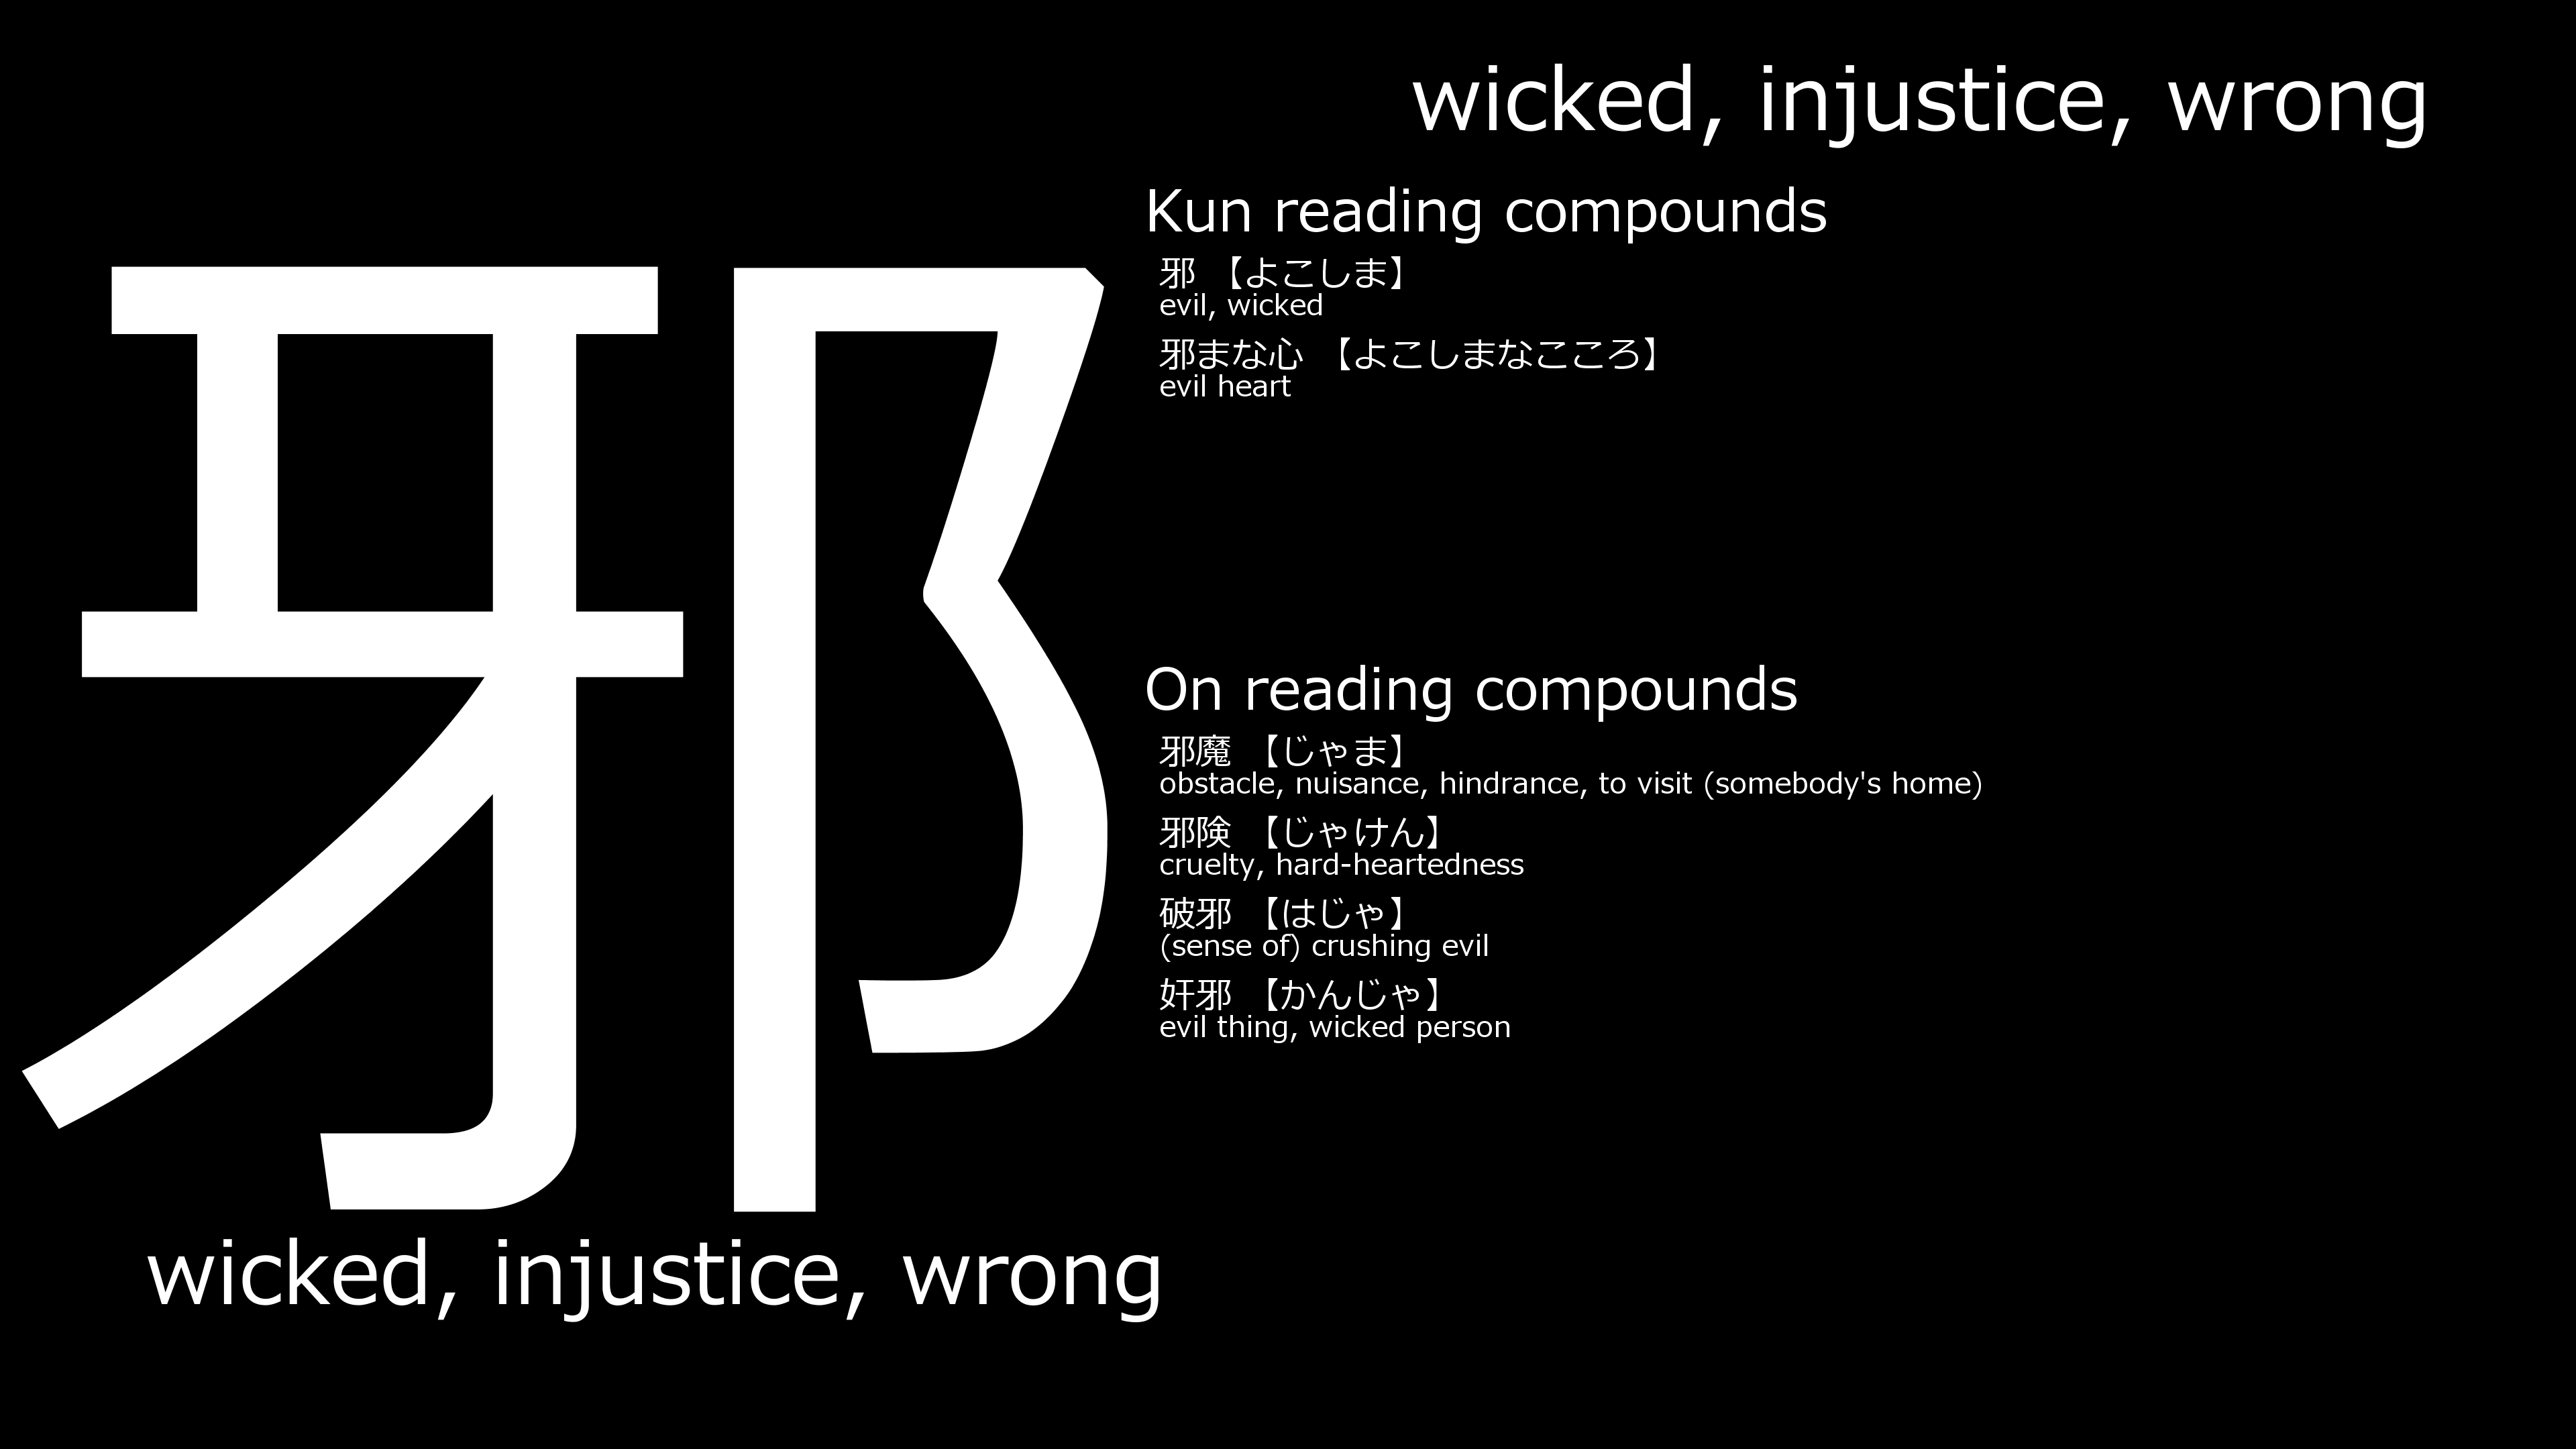 wicked, injustice, wrong
邪
wicked, injustice, wrong
Kun reading compounds
邪 【よこしま】
evil, wicked
邪まな心 【よこしまなこころ】
evil heart
On reading compounds
邪魔 【じゃま】
obstacle, nuisance, hindrance, to visit (somebody's home)
邪険 【じゃけん】
cruelty, hard-heartedness
破邪 【はじゃ】
(sense of) crushing evil
奸邪 【かんじゃ】
evil thing, wicked person